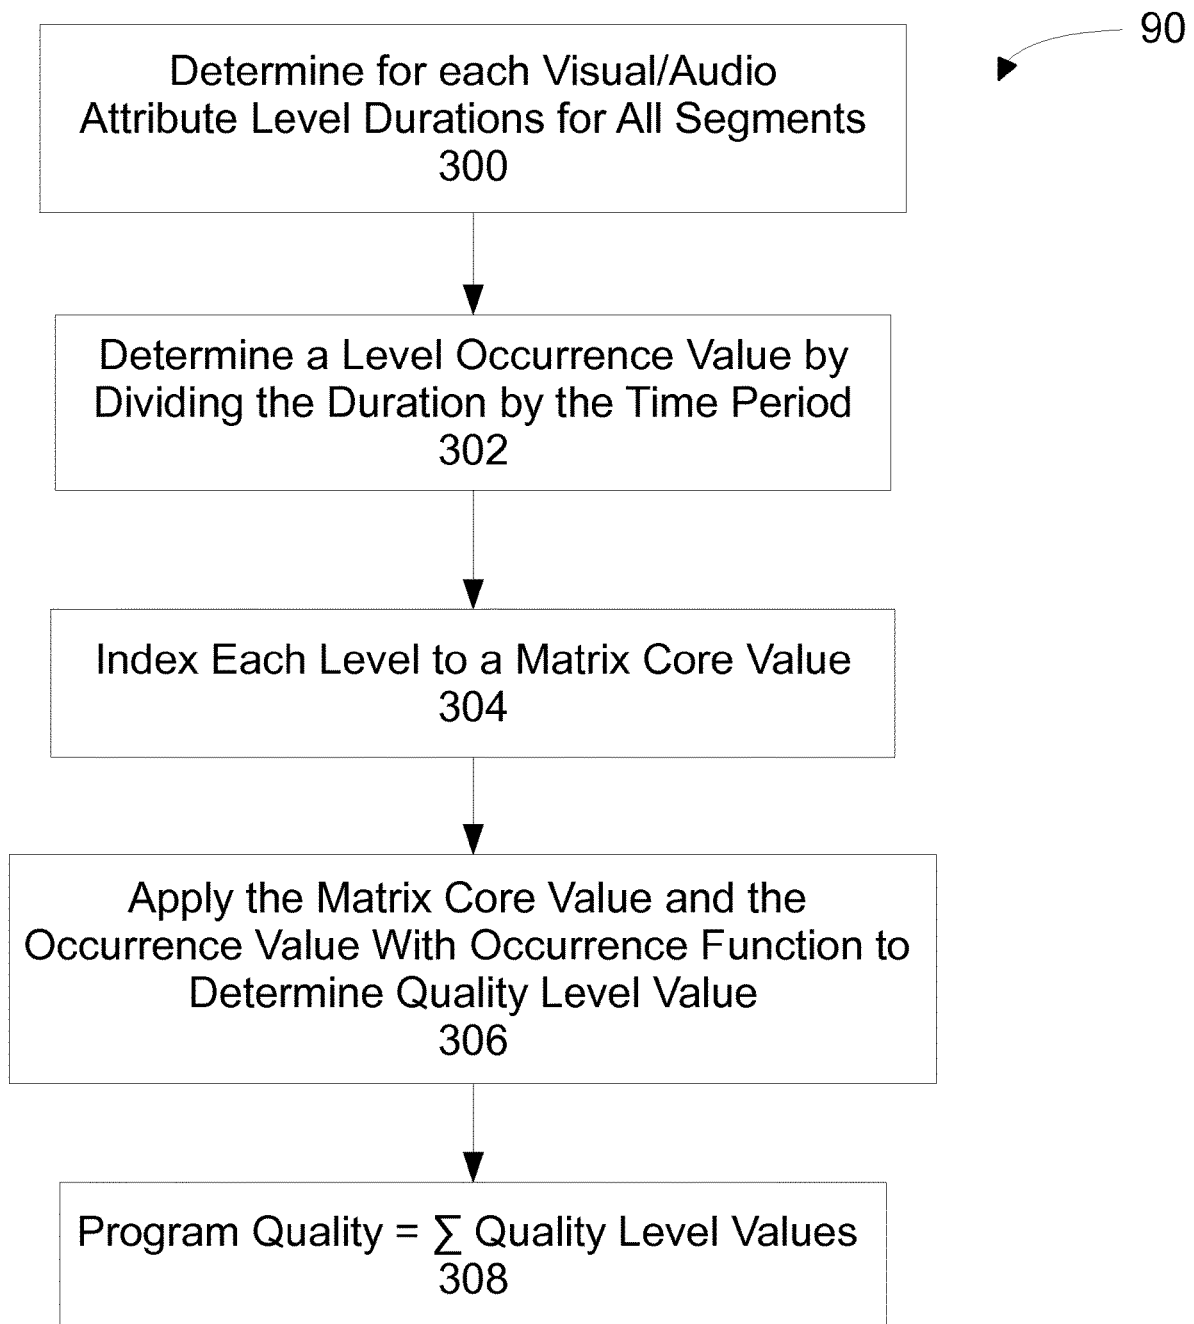 90
Determine for each Visual/Audio
Attribute Level Durations for All Segments
300
Determine a Level Occurrence Value by
Dividing the Duration by the Time Period
302
Index Each Level to a Matrix Core Value
304
Apply the Matrix Core Value and the
Occurrence Value With Occurrence Function to
Determine Quality Level Value
306
Program Quality = ∑ Quality Level Values
308